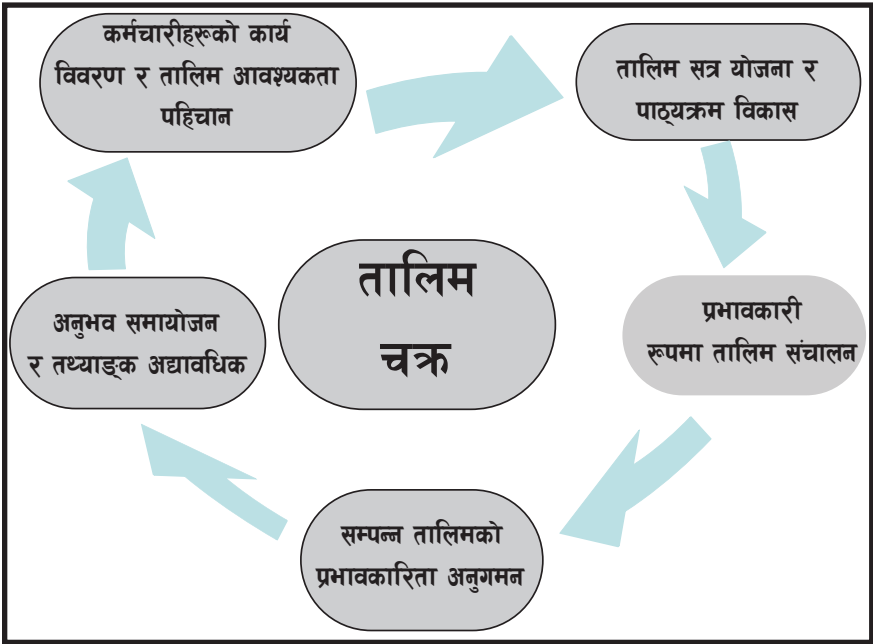 कर्मचारीहरूको कार्य
विवरण र तालिम आवश्यकता
पहिचान
तालिम सत्र योजना र
पाठ्यक्रम विकास
प्रभावकारी
रूपमा तालिम संचालन
सम्पन्न तालिमको
प्रभावकारिता अनुगमन
अनुभव समायोजन
र तथ्याङ्क अद्यावधिक
तालिम
चक्र